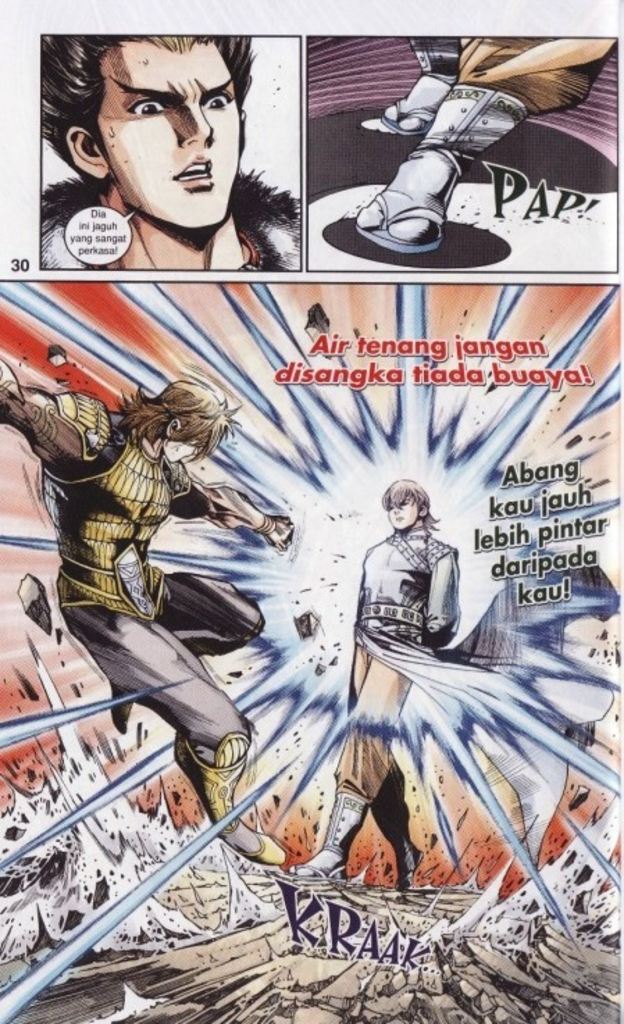 Dia
ini jaguh
yang sangat
perkasa!
PAP!
30
Air tenang jangan
disangka tiada buaya!
Abang
kau jauh
lebih pintar
daripada
kau!
KRAAK